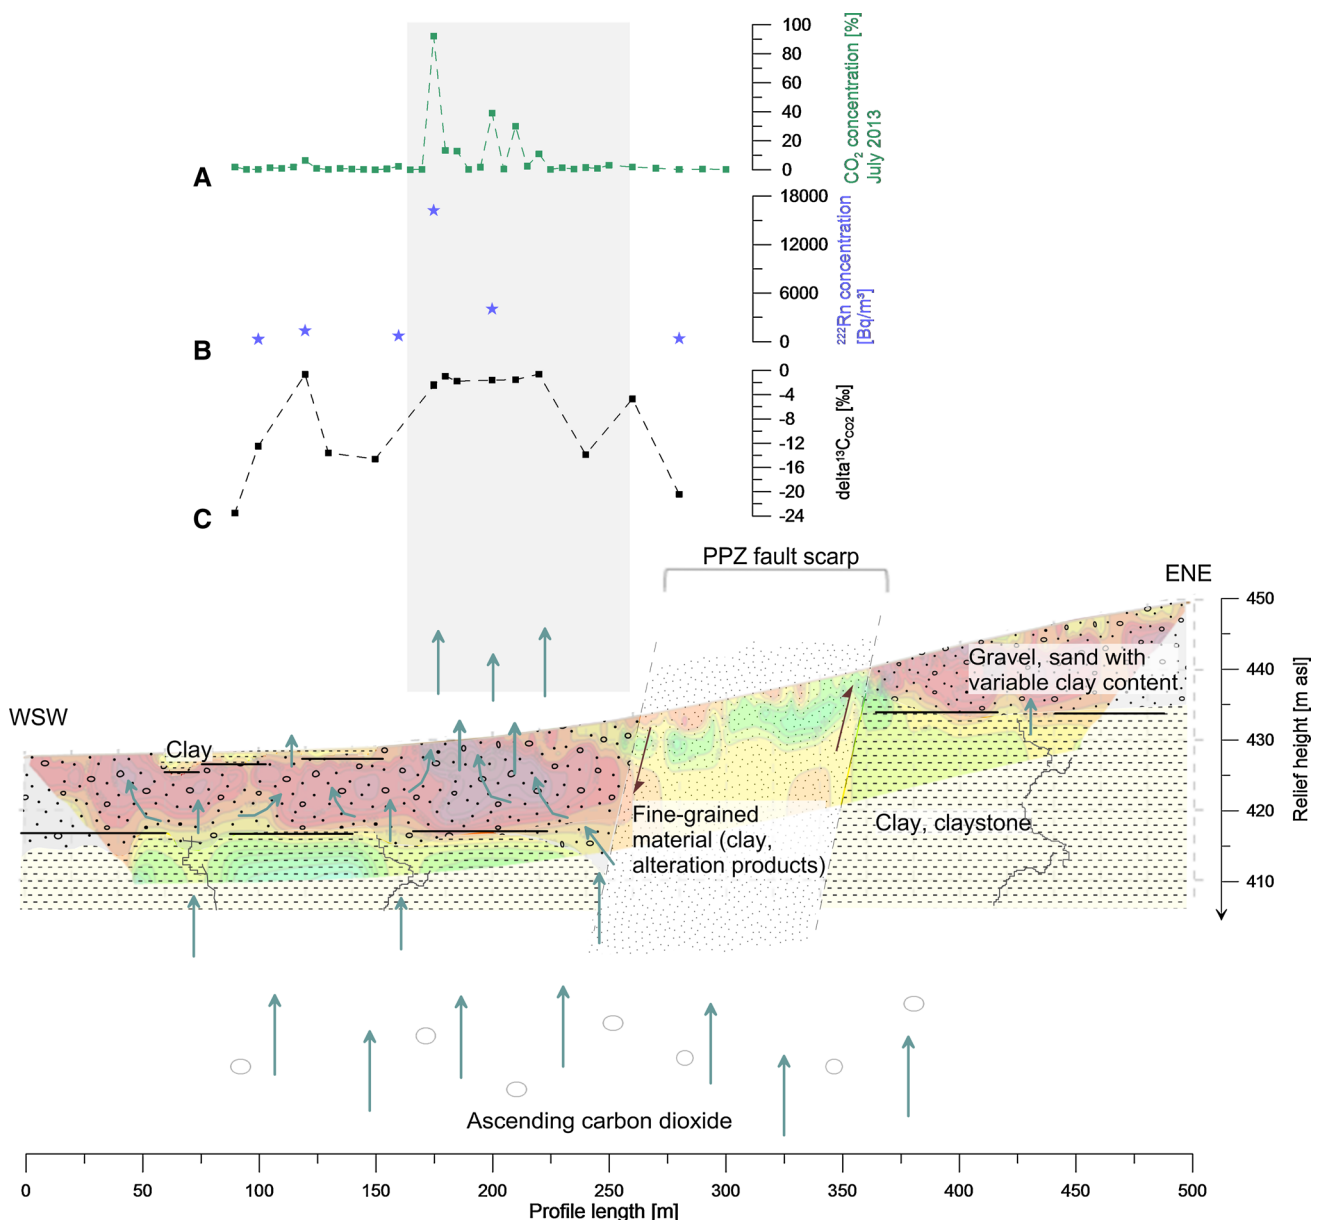 100
80
60
40
20
0
CO2 concentration [%]
July 2013
A
18000
12000
6000
0
222Rn concentration
[Bq/m³]
B
0
-4
-8
-12
-16
-20
-24
delta13CCO2 [‰]
C
PPZ fault scarp
ENE
WSW
450
440
430
420
410
Relief height [m asl]
Gravel, sand with
variable clay content
Clay
Fine-grained
material (clay,
alteration products)
Clay, claystone
Ascending carbon dioxide
0
50
100
150
200
250
300
350
400
450
500
Profile length [m]